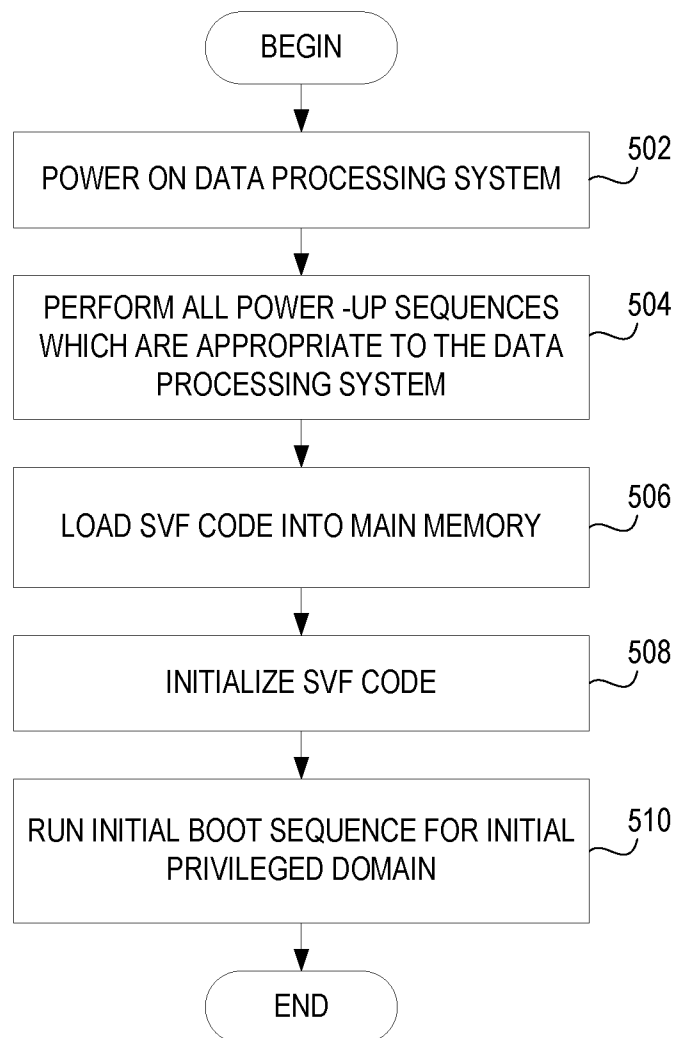 BEGIN
POWER ON DATA PROCESSING SYSTEM
502
PERFORM ALL POWER -UP SEQUENCES
WHICH ARE APPROPRIATE TO THE DATA
PROCESSING SYSTEM
504
LOAD SVF CODE INTO MAIN MEMORY
506
INITIALIZE SVF CODE
508
RUN INITIAL BOOT SEQUENCE FOR INITIAL
PRIVILEGED DOMAIN
510
END